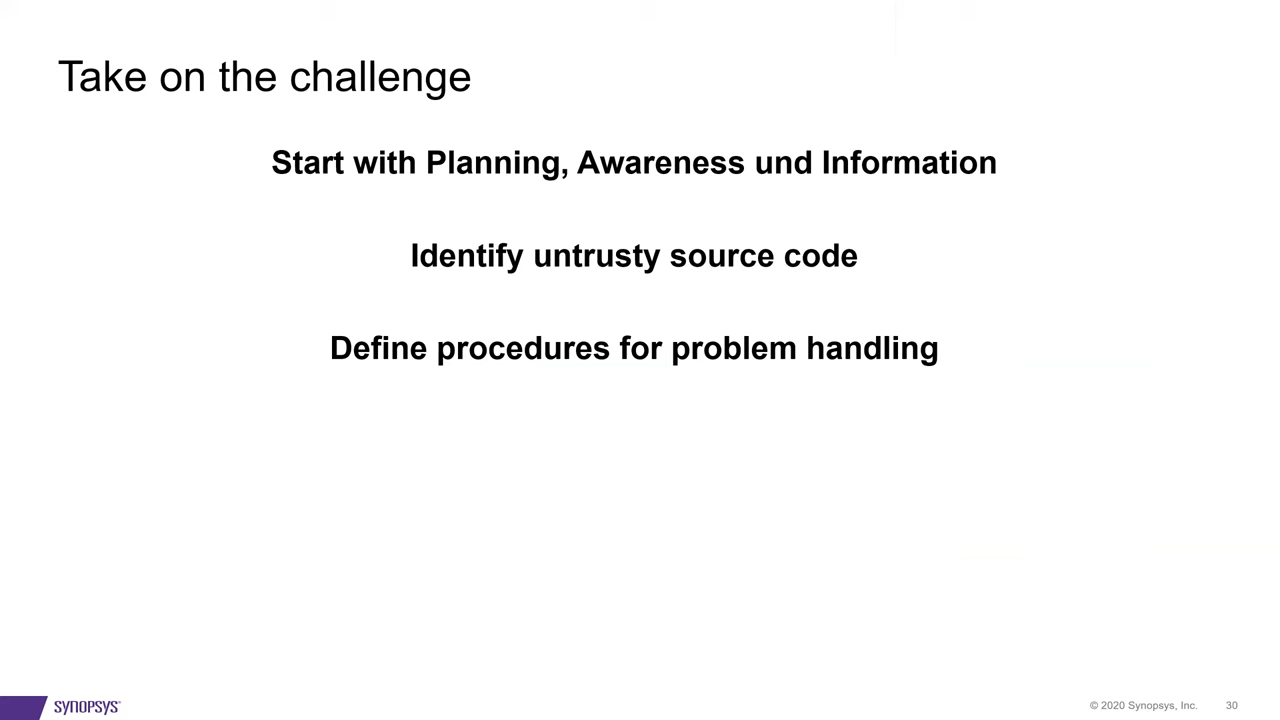 Take on the challenge
Start with Planning, Awareness und Information
Identify untrusty source code
Define procedures for problem handling
SYNOPSYS®
© 2020 Synopsys, Inc. 30